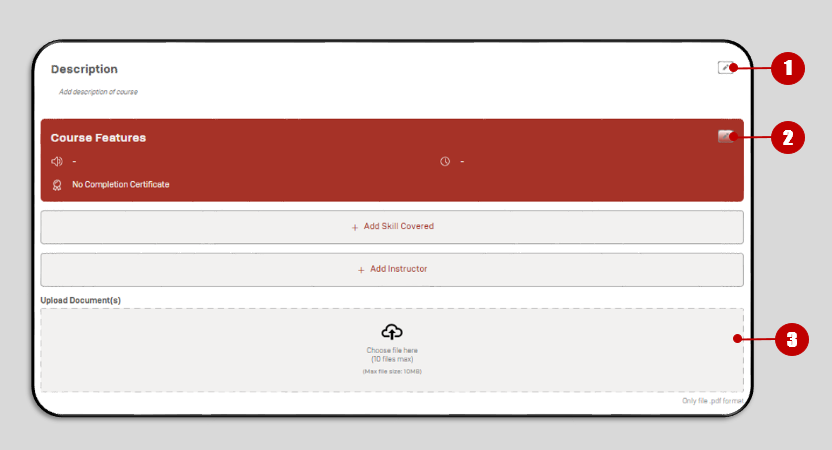 Description
1
Add description of course
Course Features
2
-
-
No Completion Certificate
+ Add Skill Covered
+ Add Instructor
Upload Document(s)
3
Choose file here
(10 files max)
(Max file size: 10MB)
Only file .pdf format